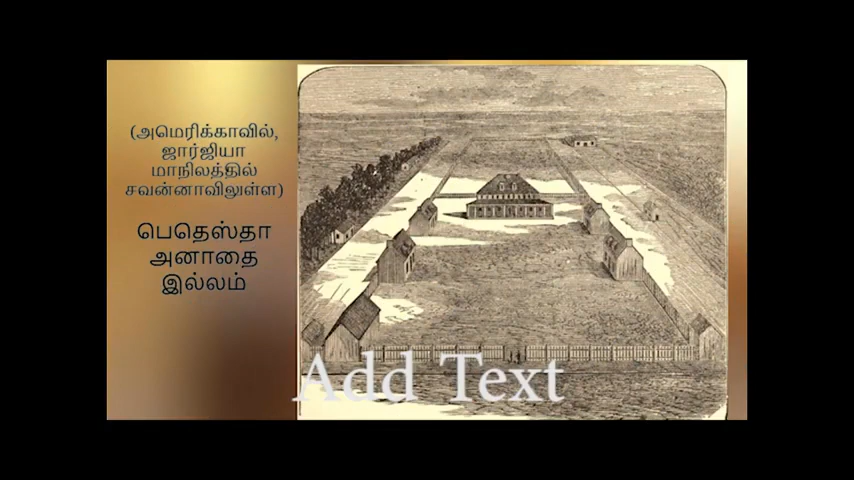 (அமெரிக்காவில்,
ஜார்ஜியா
மாநிலத்தில்
சவன்னாவிலுள்ள)
பெதெஸ்தா
அனாதை
இல்லம்
Add Text